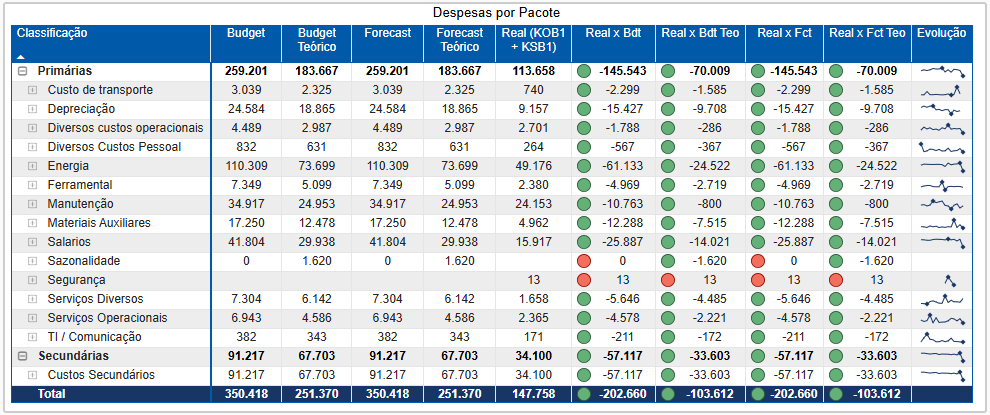 Despesas por Pacote
Classificação Budget Budget Teórico Forecast Forecast Teórico Real (KOB1 + KSB1) Real x Bdt Real x Bdt Teo Real x Fct Real x Fct Teo Evolução
Primárias 259.201 183.667 259.201 183.667 113.658 -145.543 -70.009 -145.543 -70.009
Custo de transporte 3.039 2.325 3.039 2.325 740 -2.299 -1.585 -2.299 -1.585
Depreciação 24.584 18.865 24.584 18.865 9.157 -15.427 -9.708 -15.427 -9.708
Diversos custos operacionais 4.489 2.987 4.489 2.987 2.701 -1.788 -286 -1.788 -286
Diversos Custos Pessoal 832 631 832 631 264 -567 -367 -567 -367
Energia 110.309 73.699 110.309 73.699 49.176 -61.133 -24.522 -61.133 -24.522
Ferramental 7.349 5.099 7.349 5.099 2.380 -4.969 -2.719 -4.969 -2.719
Manutenção 34.917 24.953 34.917 24.953 24.153 -10.763 -800 -10.763 -800
Materiais Auxiliares 17.250 12.478 17.250 12.478 4.962 -12.288 -7.515 -12.288 -7.515
Salarios 41.804 29.938 41.804 29.938 15.917 -25.887 -14.021 -25.887 -14.021
Sazonalidade 0 1.620 0 1.620 0 -1.620 0 -1.620
Segurança 13 13 13 13 13
Serviços Diversos 7.304 6.142 7.304 6.142 1.658 -5.646 -4.485 -5.646 -4.485
Serviços Operacionais 6.943 4.586 6.943 4.586 2.365 -4.578 -2.221 -4.578 -2.221
TI / Comunicação 382 343 382 343 171 -211 -172 -211 -172
Secundárias 91.217 67.703 91.217 67.703 34.100 -57.117 -33.603 -57.117 -33.603
Custos Secundários 91.217 67.703 91.217 67.703 34.100 -57.117 -33.603 -57.117 -33.603
Total 350.418 251.370 350.418 251.370 147.758 -202.660 -103.612 -202.660 -103.612